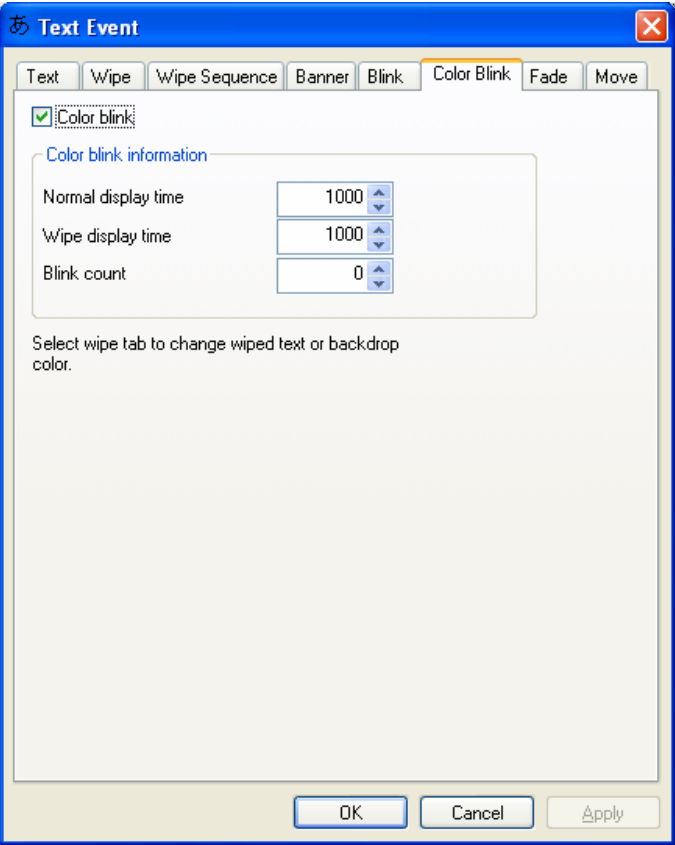 あ Text Event
Text Wipe Wipe Sequence Banner Blink Color Blink Fade Move
Color blink
Color blink information
Normal display time 1000
Wipe display time 1000
Blink count 0
Select wipe tab to change wiped text or backdrop
color.
OK Cancel Apply